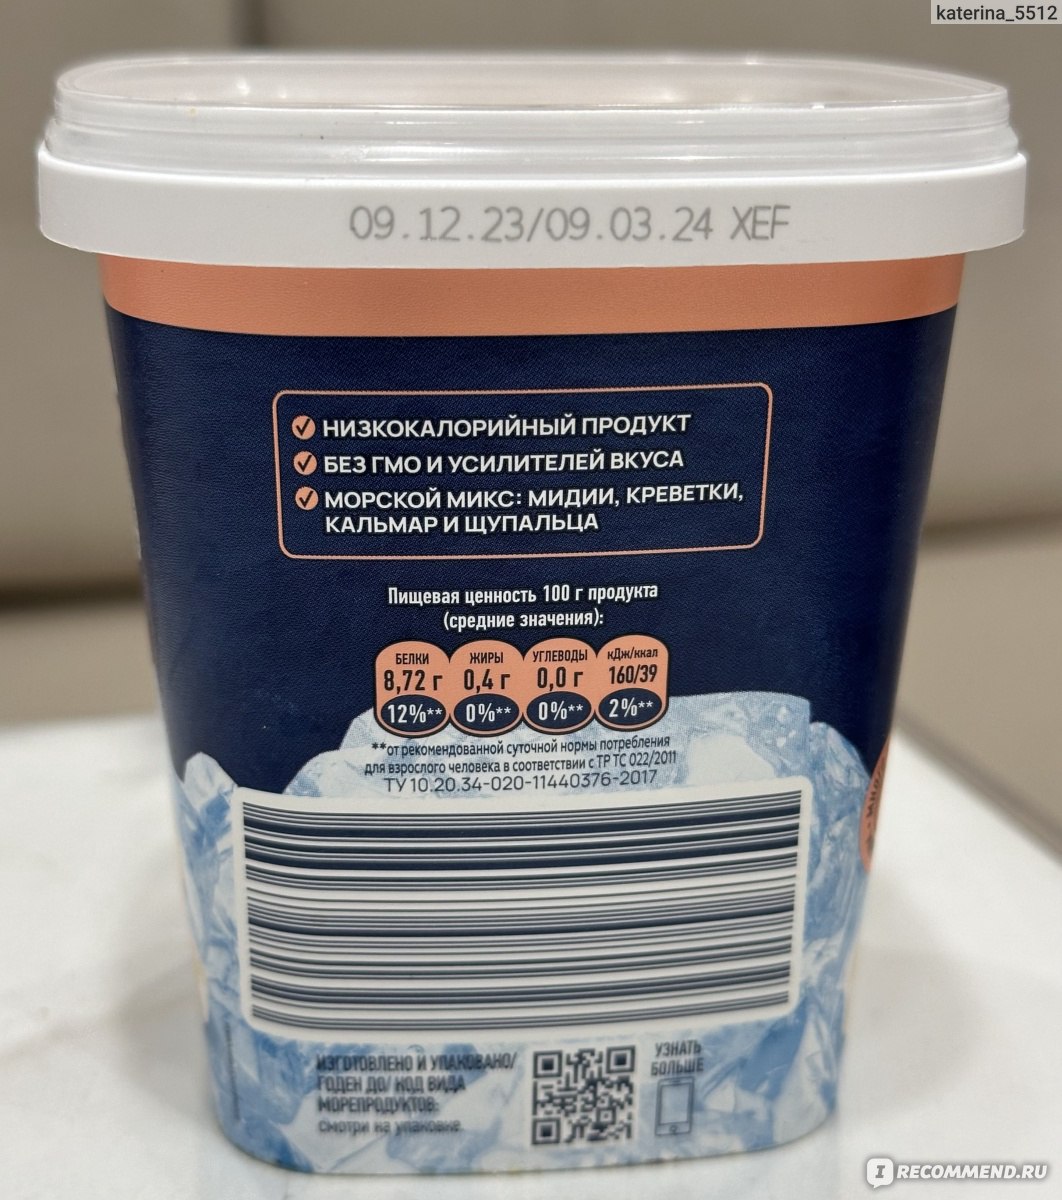 katerina_5512
09.12.23/09.03.24 XEF
НИЗКОКАЛОРИЙНЫЙ ПРОДУКТ
БЕЗ ГМО И УСИЛИТЕЛЕЙ ВКУСА
МОРСКОЙ МИКС: МИДИИ, КРЕВЕТКИ,
КАЛЬМАР И ЩУПАЛЬЦА
Пищевая ценность 100 г продукта
(средние значения):
БЕЛКИ ЖИРЫ УГЛЕВОДЫ кДж/ккал
8,72 г 0,4 г 0,0 г 160/39
12%** 0%** 0%** 2%**
**от рекомендованной суточной нормы потребления
для взрослого человека в соответствии с ТР ТС 022/2011
ТУ 10.20.34-020-11440376-2017
ИЗГОТОВЛЕНО И УПАКОВАНО/
ГОДЕН ДО/ КОД ВИДА
МОРЕПРОДУКТОВ:
смотри на упаковке.
УЗНАТЬ
БОЛЬШЕ
I RECOMMEND.RU